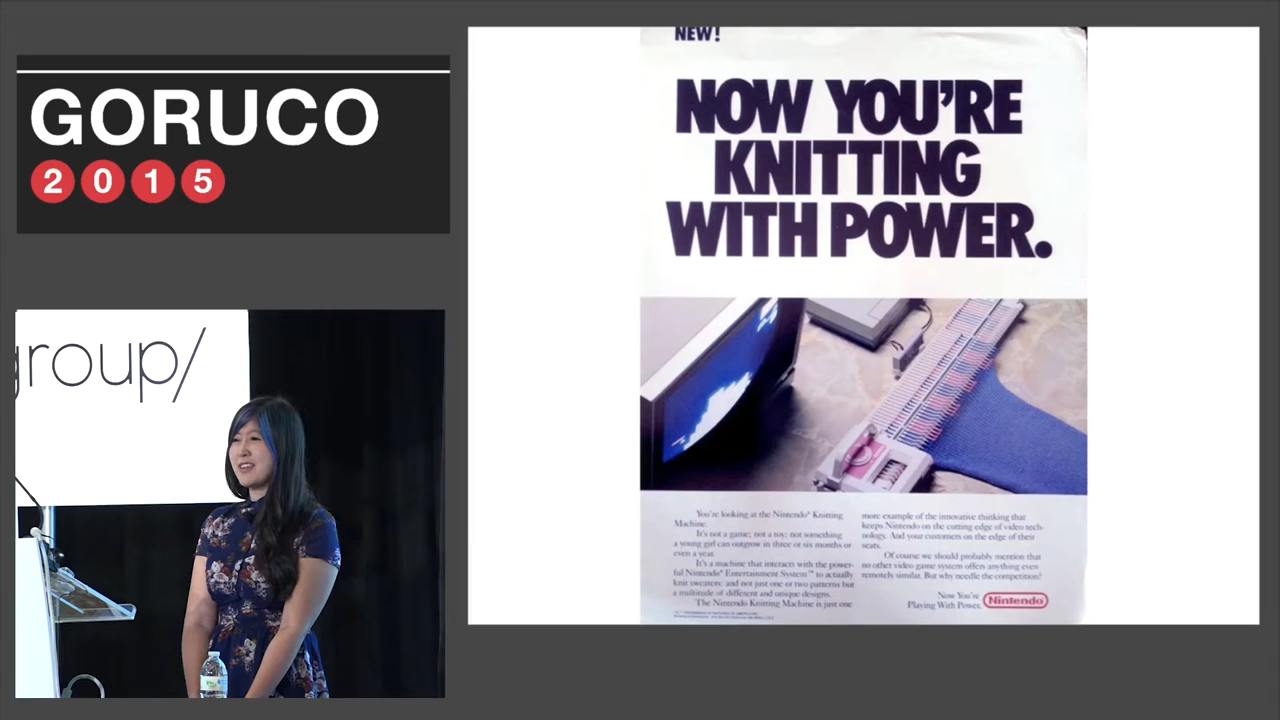 GORUCO
2 0 1 5
group/
NEW!
NOW YOU'RE
KNITTING
WITH POWER.
You're looking at the Nintendo® Knitting
Machine.
It's not a game; not a toy; not something
a young girl can outgrow in three or six months or
even a year.
It's a machine that interacts with the power-
ful Nintendo® Entertainment System™ to actually
knit sweaters: and not just one or two patterns but
a multitude of different and unique designs.
The Nintendo Knitting Machine is just one
more example of the innovative thinking that
keeps Nintendo on the cutting edge of video tech-
nology. And your customers on the edge of their
seats.
Of course we should probably mention that
no other video game system offers anything even
remotely similar. But why needle the competition?
Now You're
Playing With Power.
Nintendo